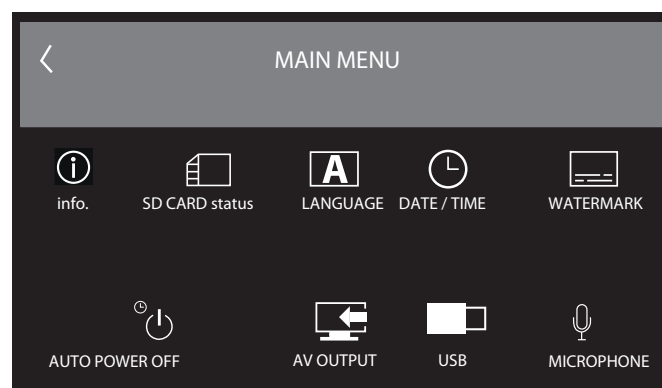 MAIN MENU
info. SD CARD status LANGUAGE DATE / TIME WATERMARK
AUTO POWER OFF AV OUTPUT USB MICROPHONE